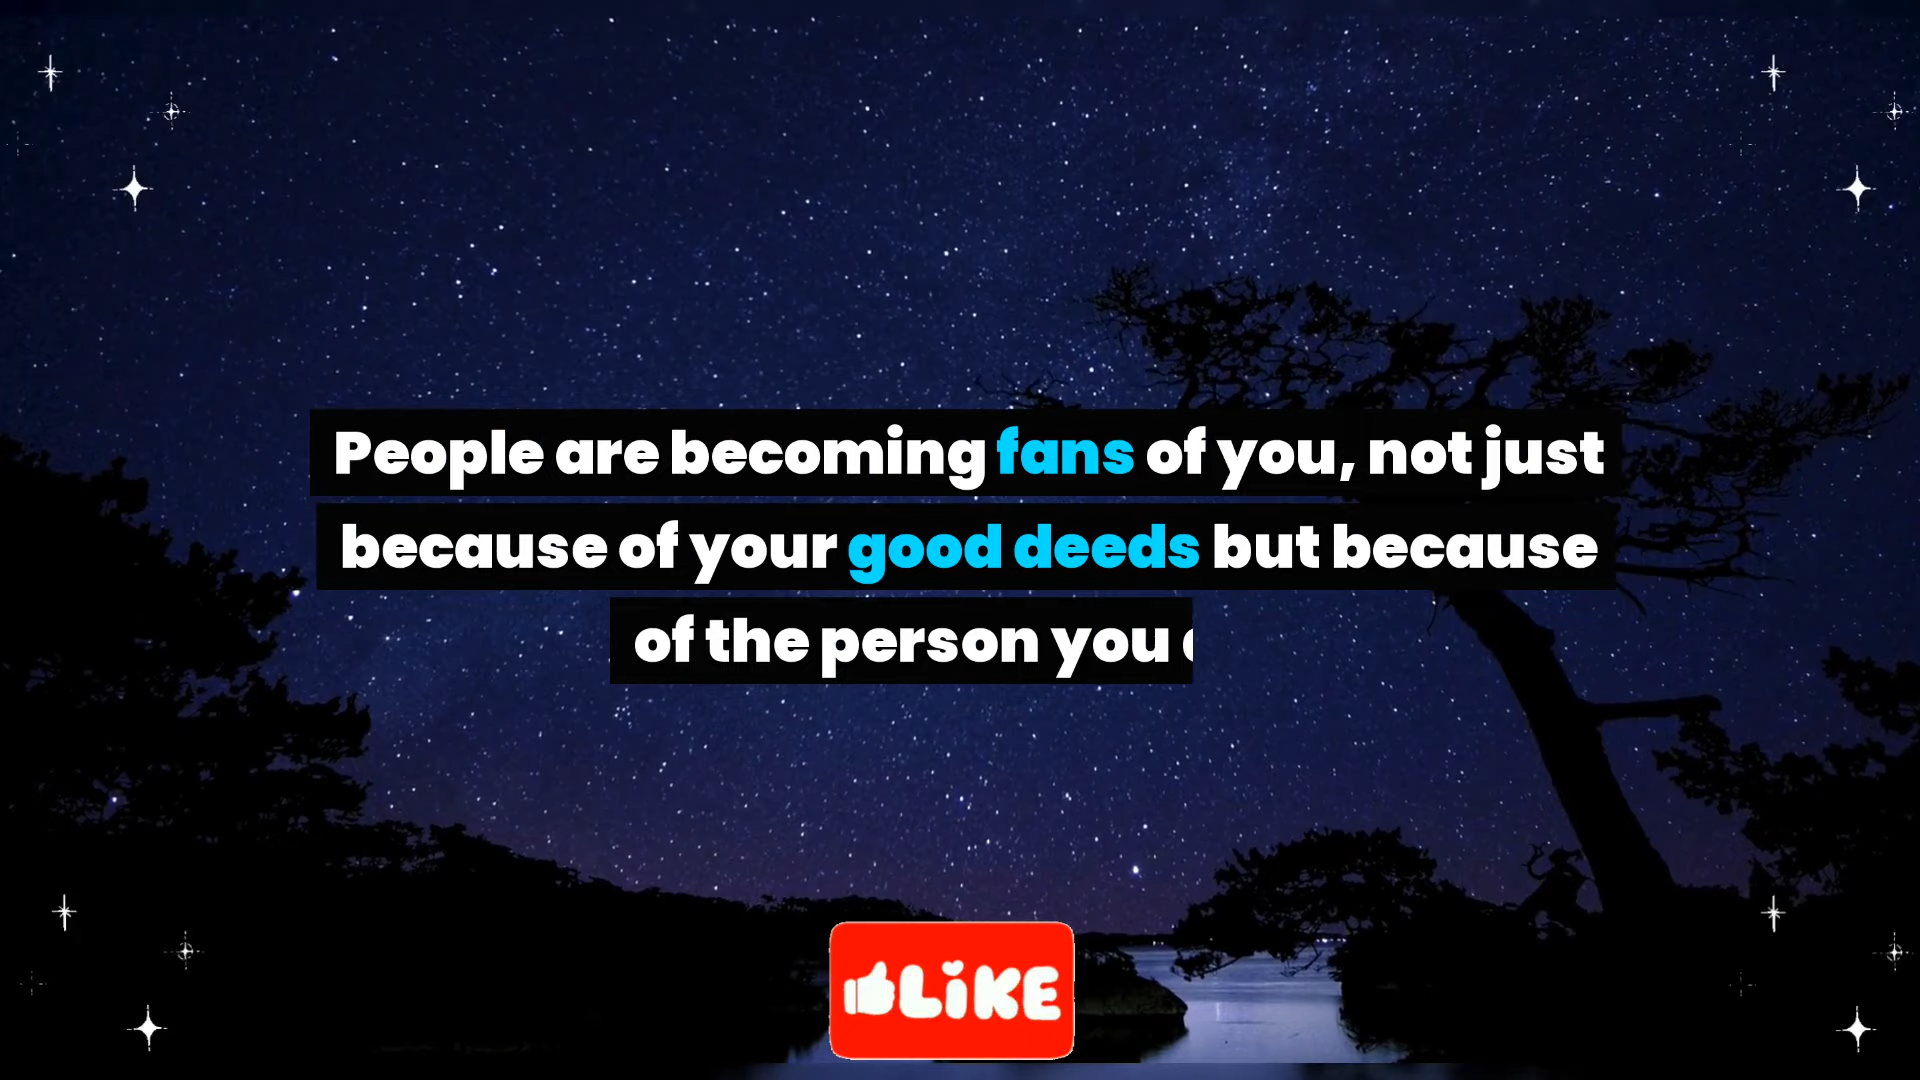 People are becoming fans of you, not just
because of your good deeds but because
of the person you
LIKE